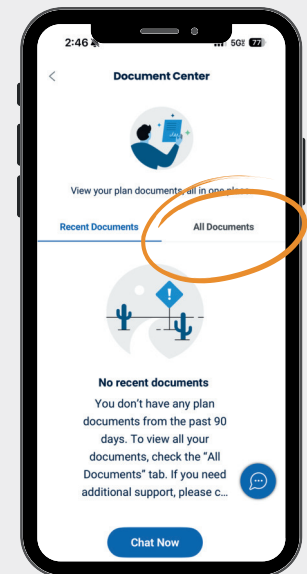 2:46
5GE 77
Document Center
View your plan documents, all in one place
Recent Documents
All Documents
No recent documents
You don't have any plan
documents from the past 90
days. To view all your
documents, check the “All
Documents” tab. If you need
additional support, please c...
Chat Now